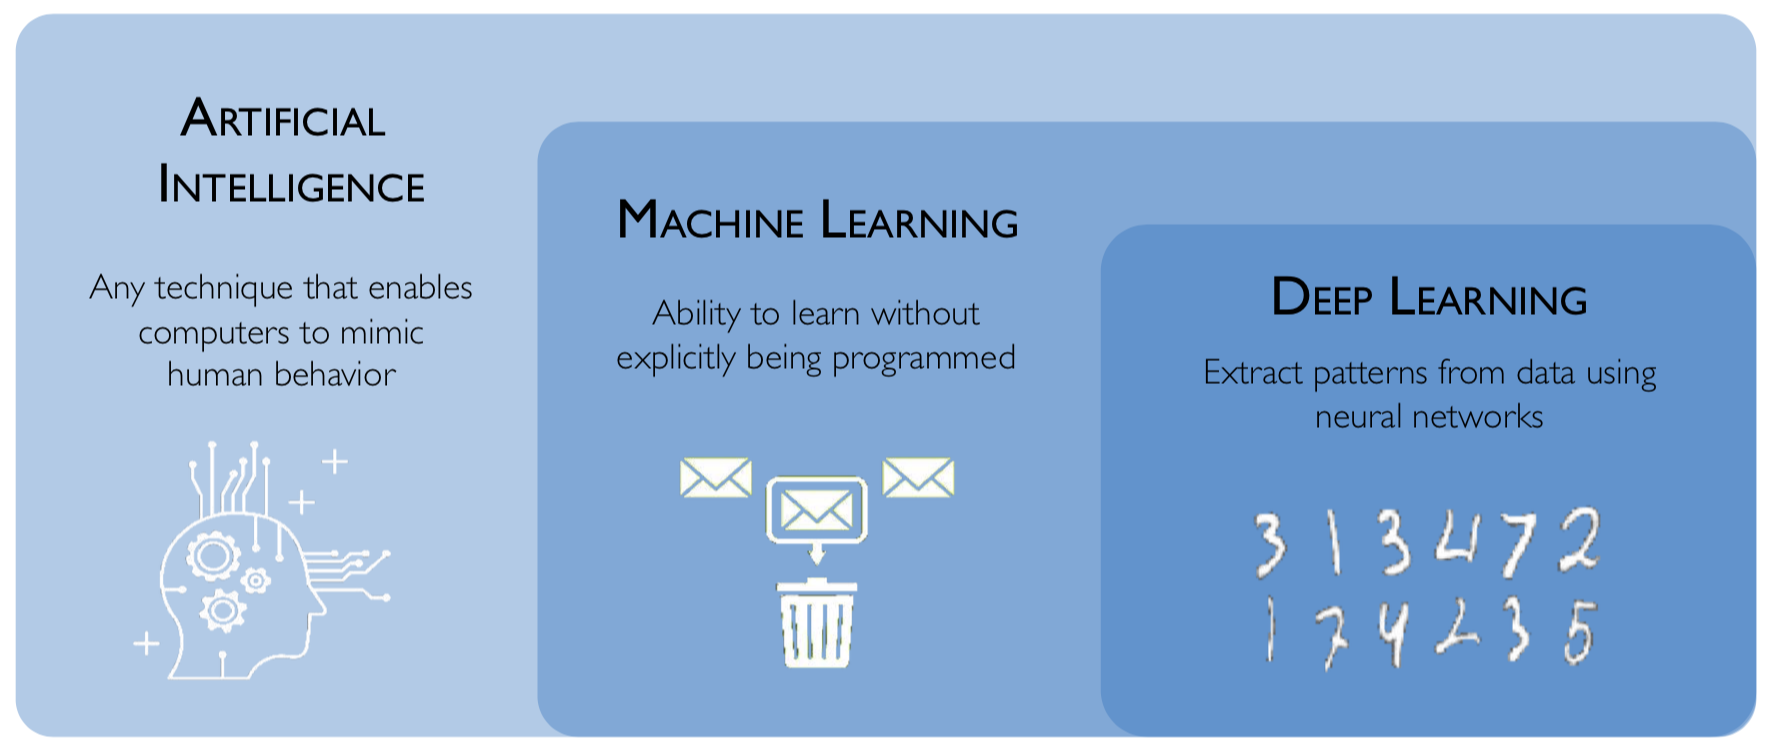 ARTIFICIAL
INTELLIGENCE
Any technique that enables
computers to mimic
human behavior
MACHINE LEARNING
Ability to learn without
explicitly being programmed
DEEP LEARNING
Extract patterns from data using
neural networks
3 1 3 4 7 2
1 7 4 2 3 5